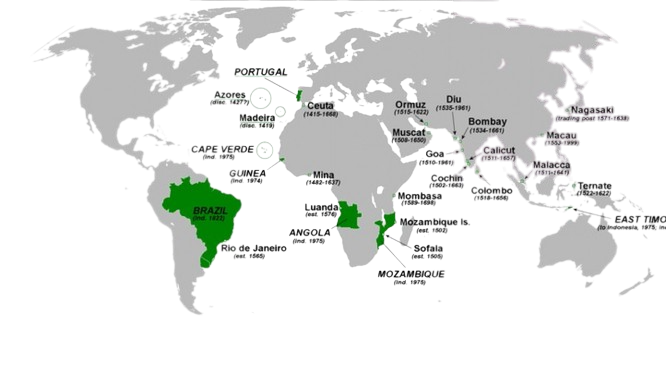 PORTUGAL
Azores
(disc. 1427?)
Ceuta
(1415-1668)
Madeira
(disc. 1419)
CAPE VERDE
(ind. 1975)
GUINEA
(ind. 1974)
Mina
(1482-1637)
BRAZIL
(ind. 1822)
Rio de Janeiro
(est. 1565)
Luanda
(est. 1576)
ANGOLA
(ind. 1975)
Mombasa
(1589-1698)
Mozambique Is.
(est. 1502)
Sofala
(est. 1505)
MOZAMBIQUE
(ind 1975)
Ormuz
(1515-1622)
Muscat
(1508-1650)
Diu
(1535-1961)
Bombay
(1534-1661)
Goa
(1510-1961)
Calicut
(1511-1657)
Cochin
(1502-1663)
Colombo
(1518-1656)
Nagasaki
(trading post 1571-1638)
Macau
(1553-1999)
Malacca
(1511-1641)
Ternate
(1522-1622)
EAST TIMO
(to Indonesia, 1975; in